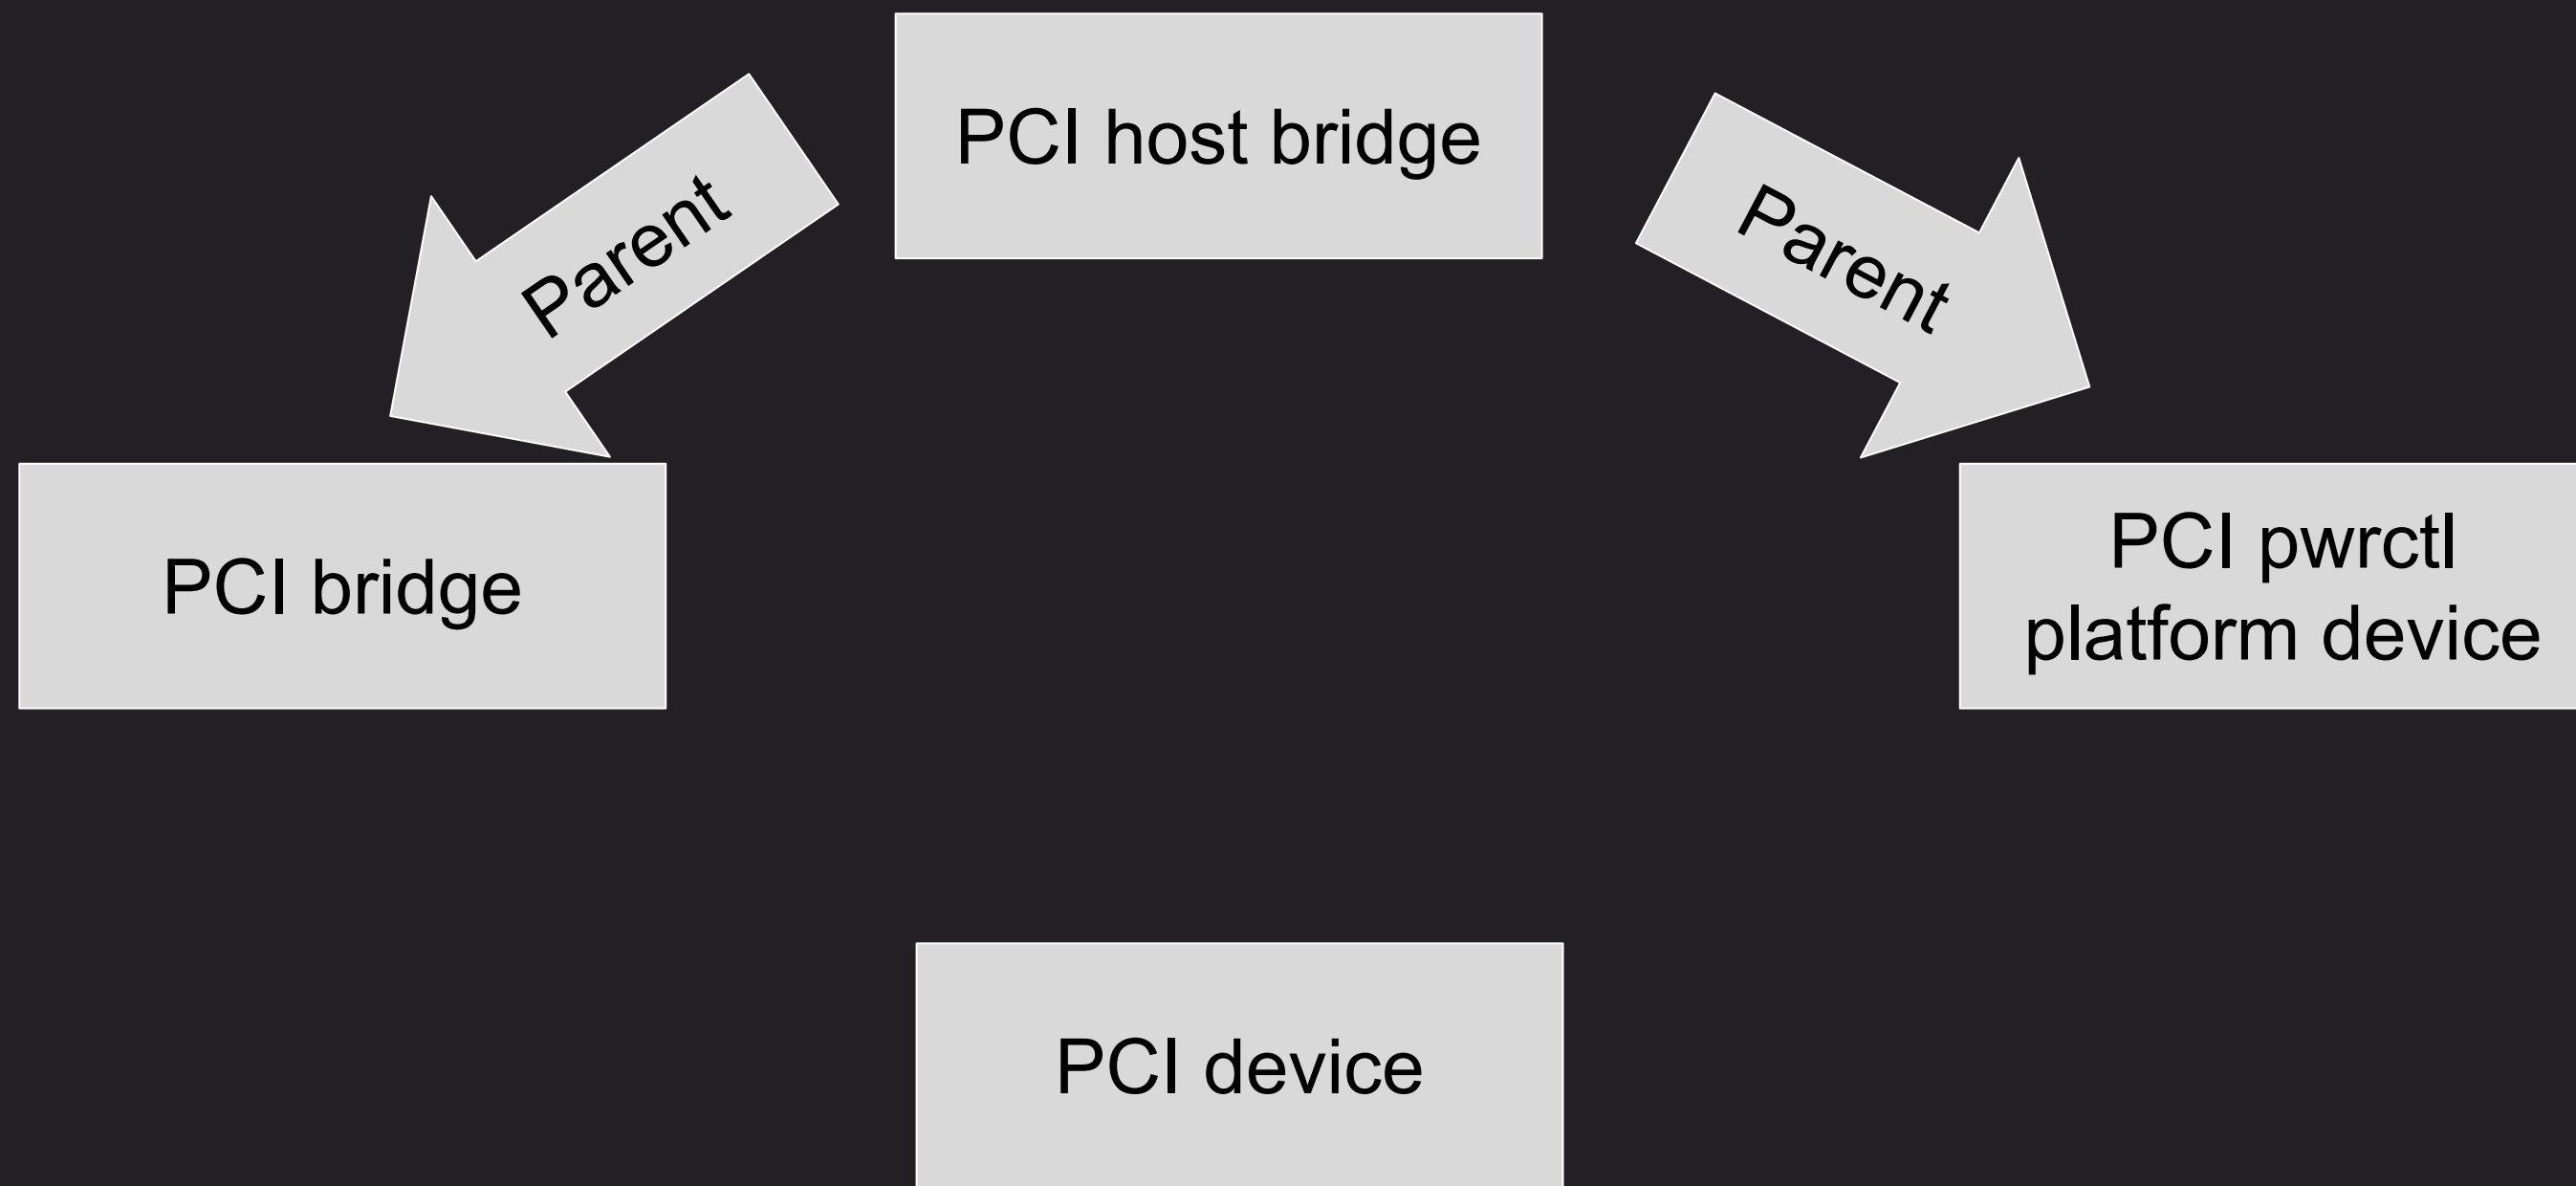 PCI host bridge
Parent
Parent
PCI bridge
PCI pwrctl
platform device
PCI device